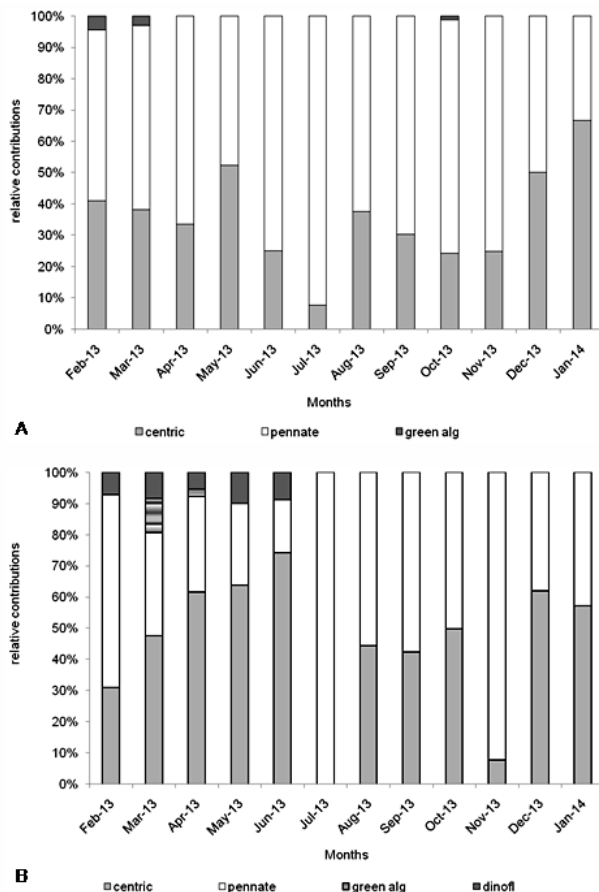 100%
90%
80%
70%
60%
50%
40%
30%
20%
10%
0%
relative contributions
Feb-13 Mar-13 Apr-13 May-13 Jun-13 Jul-13 Aug-13 Sep-13 Oct-13 Nov-13 Dec-13 Jan-14
Months
A
centric pennate green alg
100%
90%
80%
70%
60%
50%
40%
30%
20%
10%
0%
relative contributions
Feb-13 Mar-13 Apr-13 May-13 Jun-13 Jul-13 Aug-13 Sep-13 Oct-13 Nov-13 Dec-13 Jan-14
Months
B
centric pennate green alg dinofl